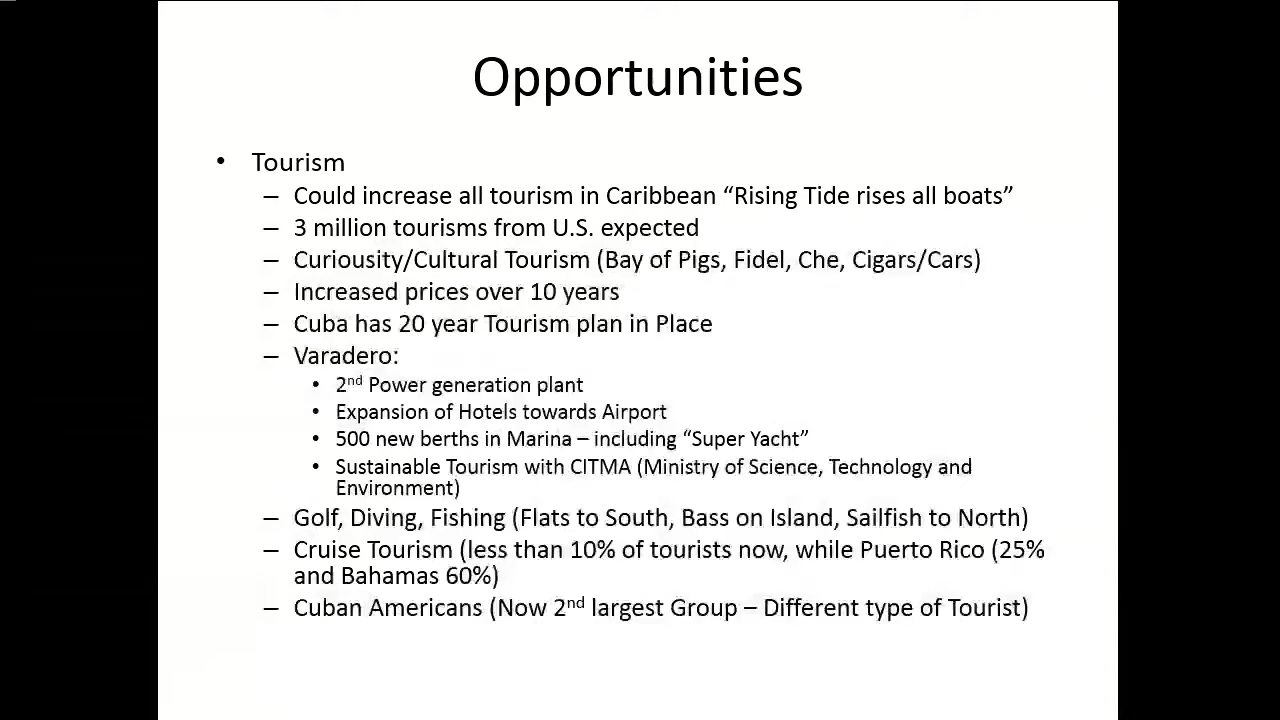 Opportunities
• Tourism
– Could increase all tourism in Caribbean “Rising Tide rises all boats”
– 3 million tourisms from U.S. expected
– Curiousity/Cultural Tourism (Bay of Pigs, Fidel, Che, Cigars/Cars)
– Increased prices over 10 years
– Cuba has 20 year Tourism plan in Place
– Varadero:
• 2nd Power generation plant
• Expansion of Hotels towards Airport
• 500 new berths in Marina – including “Super Yacht”
• Sustainable Tourism with CITMA (Ministry of Science, Technology and
Environment)
– Golf, Diving, Fishing (Flats to South, Bass on Island, Sailfish to North)
– Cruise Tourism (less than 10% of tourists now, while Puerto Rico (25%
and Bahamas 60%)
– Cuban Americans (Now 2nd largest Group – Different type of Tourist)